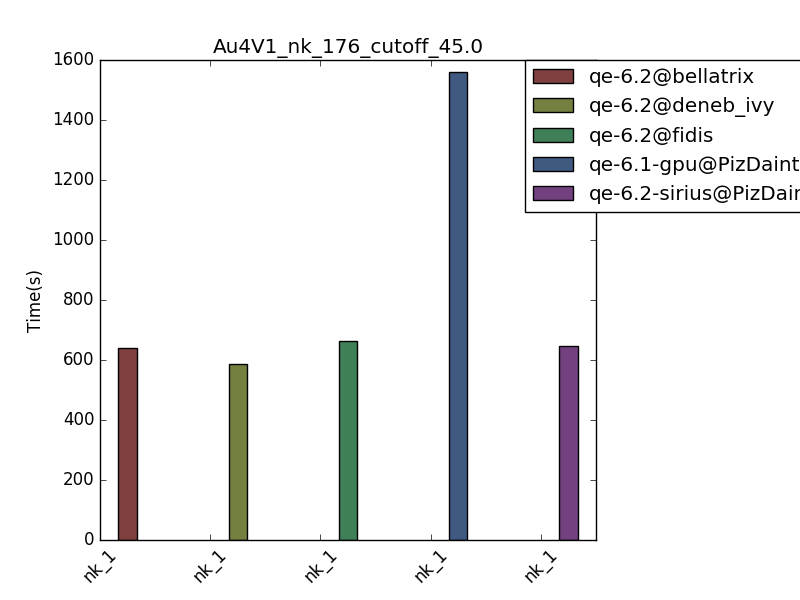 Au4V1_nk_176_cutoff_45.0
1600
1400
1200
1000
800
600
400
200
0
Time(s)
nk_1
nk_1
nk_1
nk_1
nk_1
qe-6.2@bellatrix
qe-6.2@deneb_ivy
qe-6.2@fidis
qe-6.1-gpu@PizDaint
qe-6.2-sirius@PizDain